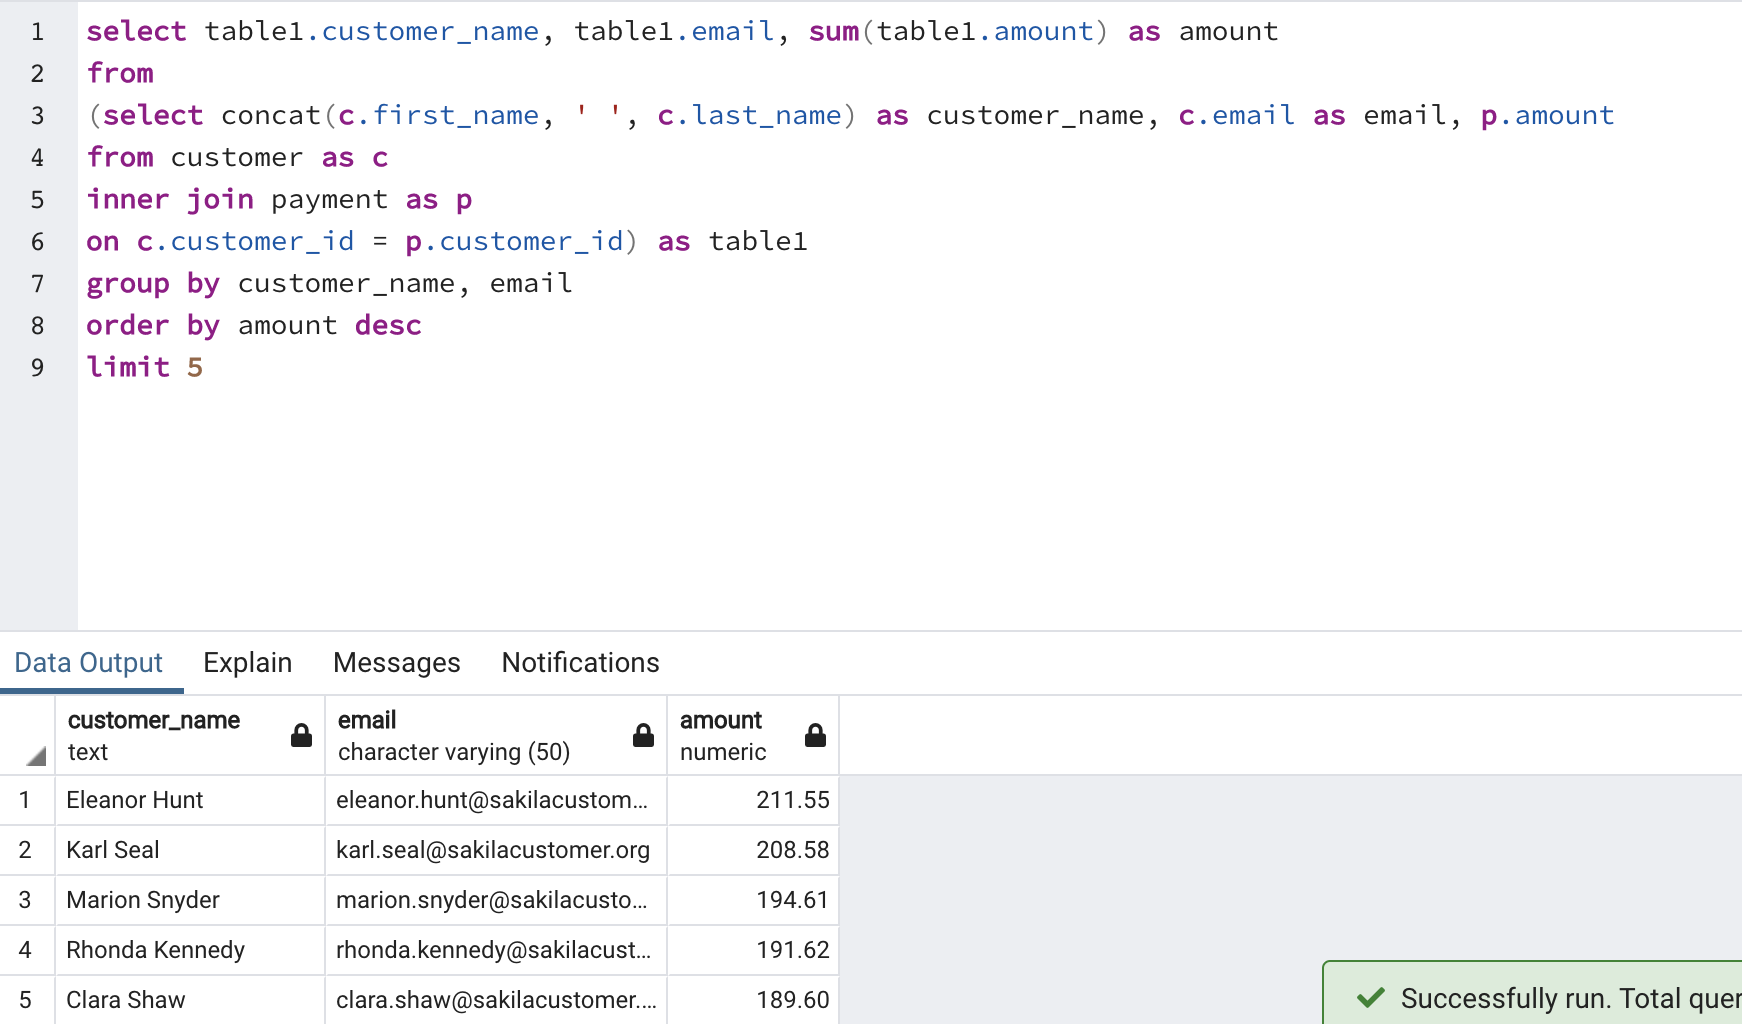 1 select table1.customer_name, table1.email, sum(table1.amount) as amount
2 from
3 (select concat(c.first_name, ' ', c.last_name) as customer_name, c.email as email, p.amount
4 from customer as c
5 inner join payment as p
6 on c.customer_id = p.customer_id) as table1
7 group by customer_name, email
8 order by amount desc
9 limit 5
Data Output Explain Messages Notifications
customer_name email amount
text character varying (50) numeric
1 Eleanor Hunt eleanor.hunt@sakilacustom... 211.55
2 Karl Seal karl.seal@sakilacustomer.org 208.58
3 Marion Snyder marion.snyder@sakilacusto... 194.61
4 Rhonda Kennedy rhonda.kennedy@sakilacust... 191.62
5 Clara Shaw clara.shaw@sakilacustomer.... 189.60
Successfully run. Total quer